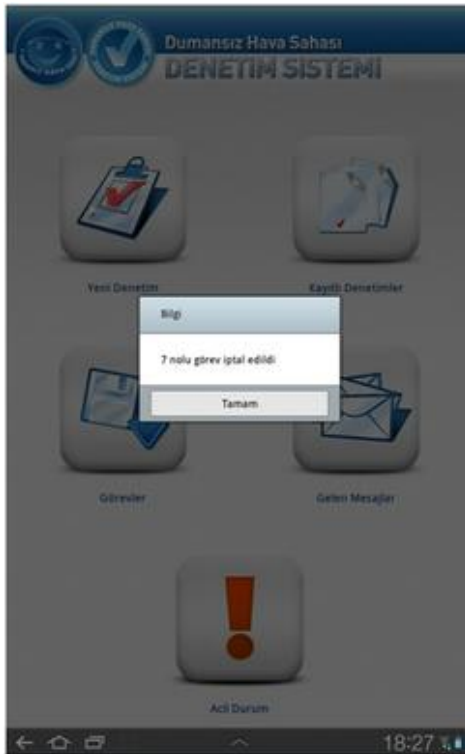 Dumansız Hava Sahası
DENETİM SİSTEMİ
Yeni Denetim
Kayıtlı Denetimler
Bilgi
7 nolu görev iptal edildi
Tamam
Görevler
Gelen Mesajlar
Acil Durum
18:27